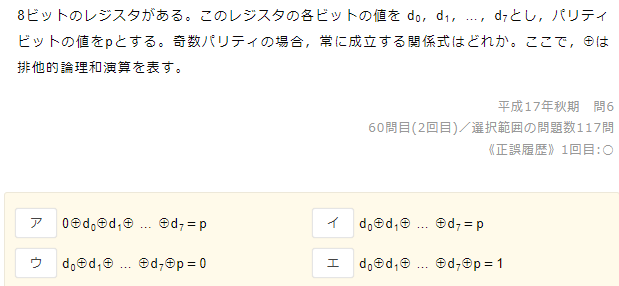 8ビットのレジスタがある。このレジスタの各ビットの値を d₀，d₁，…，d₇とし，パリティ
ビットの値をpとする。奇数パリティの場合，常に成立する関係式はどれか。ここで，⊕は
排他的論理和演算を表す。
平成17年秋期　問6
60問目(2回目)／選択範囲の問題数117問
《正誤履歴》1回目:○
ア 0⊕d₀⊕d₁⊕ … ⊕d₇＝p
イ d₀⊕d₁⊕ … ⊕d₇＝p
ウ d₀⊕d₁⊕ … ⊕d₇⊕p＝0
エ d₀⊕d₁⊕ … ⊕d₇⊕p＝1